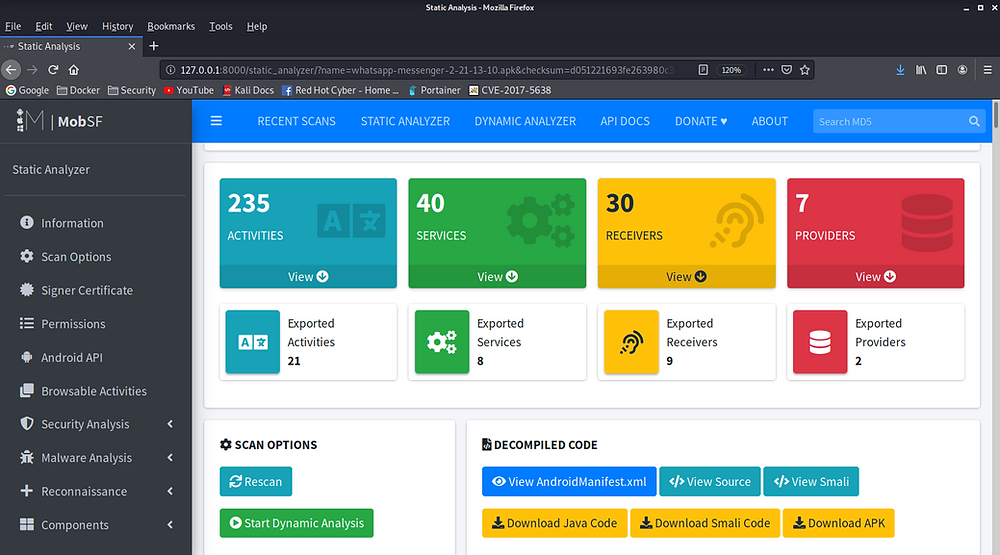 Static Analysis - Mozilla Firefox
File Edit View History Bookmarks Tools Help
Static Analysis
127.0.0.1:8000/static_analyzer/?name=whatsapp-messenger-2-21-13-10.apk&checksum=d051221693fe263980c
120%
Google Docker Security YouTube Kali Docs Red Hot Cyber - Home ... Portainer CVE-2017-5638
M | MobSF
RECENT SCANS STATIC ANALYZER DYNAMIC ANALYZER API DOCS DONATE ♥ ABOUT Search MD5
Static Analyzer
Information
Scan Options
Signer Certificate
Permissions
Android API
Browsable Activities
Security Analysis
Malware Analysis
Reconnaissance
Components
235
ACTIVITIES
View
40
SERVICES
View
30
RECEIVERS
View
7
PROVIDERS
View
Exported
Activities
21
Exported
Services
8
Exported
Receivers
9
Exported
Providers
2
SCAN OPTIONS
Rescan
Start Dynamic Analysis
DECOMPILED CODE
View AndroidManifest.xml View Source View Smali
Download Java Code Download Smali Code Download APK